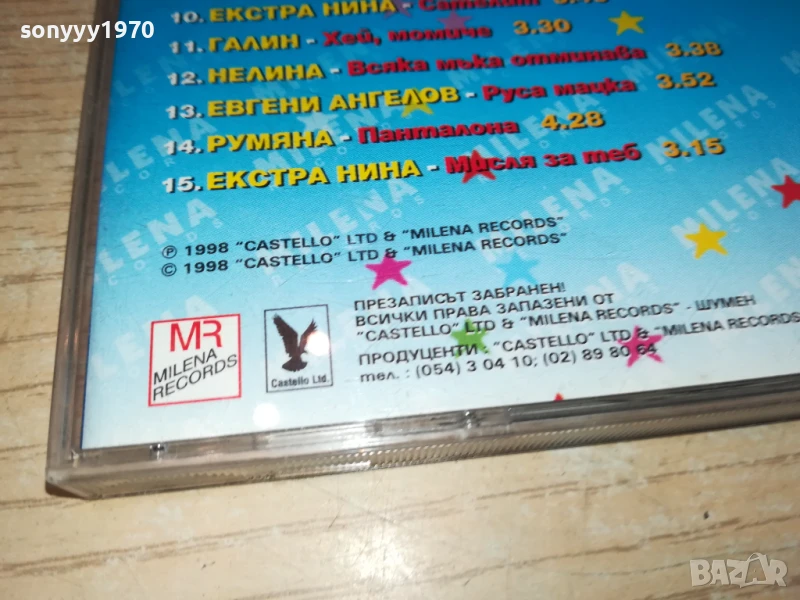 sonyyy1970
10. ЕКСТРА НИНА - Сателит
11. ГАЛИН - Хей, момиче 3.30
12. НЕЛИНА - Всяка мъка отминава 3.38
13. ЕВГЕНИ АНГЕЛОВ - Руса мацка 3.52
14. РУМЯНА - Панталона 4.28
15. ЕКСТРА НИНА - Мисля за теб 3.15
MILENA RECORDS
℗ 1998 "CASTELLO" LTD & "MILENA RECORDS"
© 1998 "CASTELLO" LTD & "MILENA RECORDS"
ПРЕЗАПИСЪТ ЗАБРАНЕН!
ВСИЧКИ ПРАВА ЗАПАЗЕНИ ОТ
"CASTELLO" LTD & "MILENA RECORDS" - ШУМЕН
ПРОДУЦЕНТИ : "CASTELLO" LTD & "MILENA RECORDS
тел. : (054) 3 04 10; (02) 89 80 64
MR
MILENA
RECORDS
Castello Ltd.
BAZAR